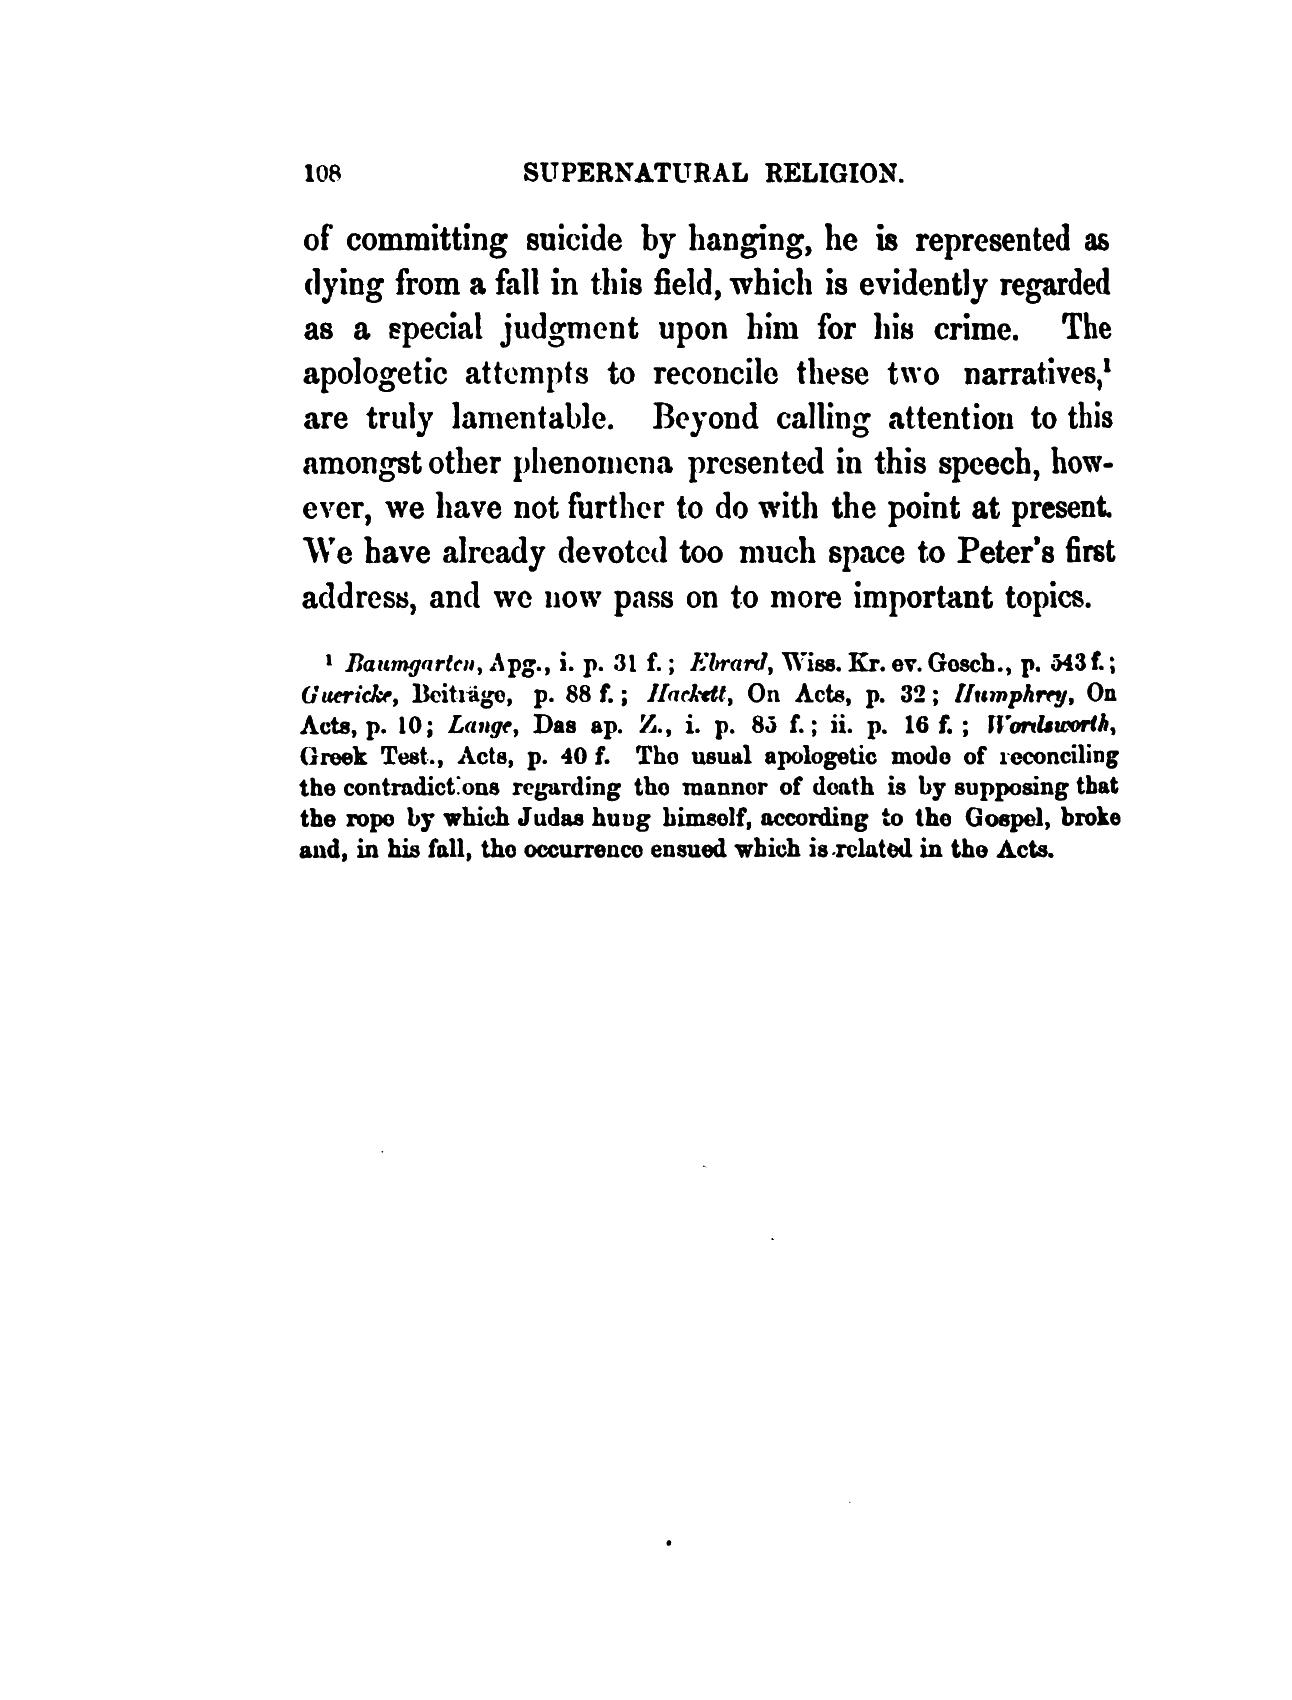 108 SUPERNATURAL RELIGION.
of committing suicide by hanging, he is represented as
dying from a fall in this field, which is evidently regarded
as a special judgment upon him for his crime. The
apologetic attempts to reconcile these two narratives,¹
are truly lamentable. Beyond calling attention to this
amongst other phenomena presented in this speech, how-
ever, we have not further to do with the point at present.
We have already devoted too much space to Peter's first
address, and we now pass on to more important topics.
¹ Baumgarten, Apg., i. p. 31 f.; Ebrard, Wiss. Kr. ev. Gesch., p. 543 f.;
Guericke, Beiträge, p. 88 f.; Hackett, On Acts, p. 32; Humphrey, On
Acts, p. 10; Lange, Das ap. Z., i. p. 85 f.; ii. p. 16 f.; Wordsworth,
Greek Test., Acts, p. 40 f. The usual apologetic mode of reconciling
the contradictions regarding the manner of death is by supposing that
the rope by which Judas hung himself, according to the Gospel, broke
and, in his fall, the occurrence ensued which is related in the Acts.